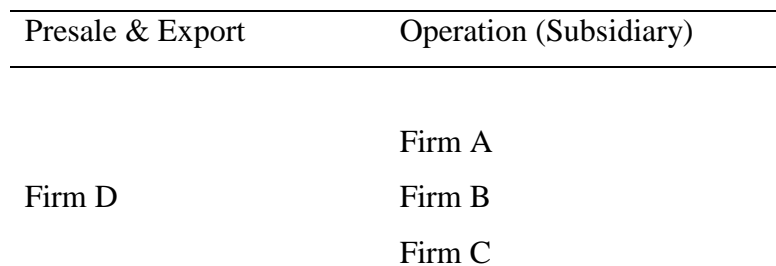 Presale & Export Operation (Subsidiary)
Firm A
Firm D Firm B
Firm C